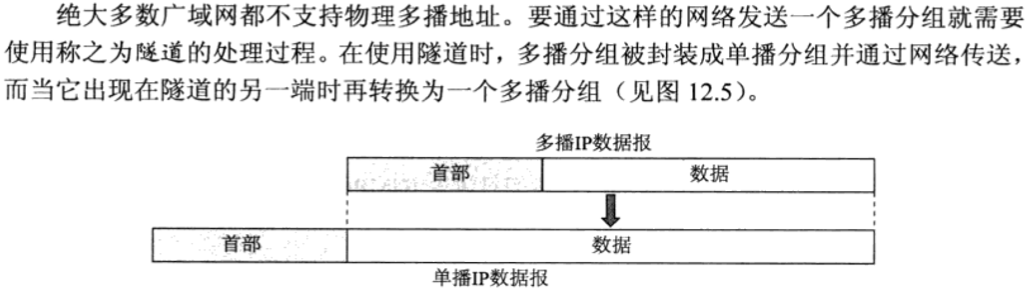 绝大多数广域网都不支持物理多播地址。要通过这样的网络发送一个多播分组就需要
使用称之为隧道的处理过程。在使用隧道时，多播分组被封装成单播分组并通过网络传送，
而当它出现在隧道的另一端时再转换为一个多播分组（见图 12.5）。
多播IP数据报
首部 数据
首部 数据
单播IP数据报